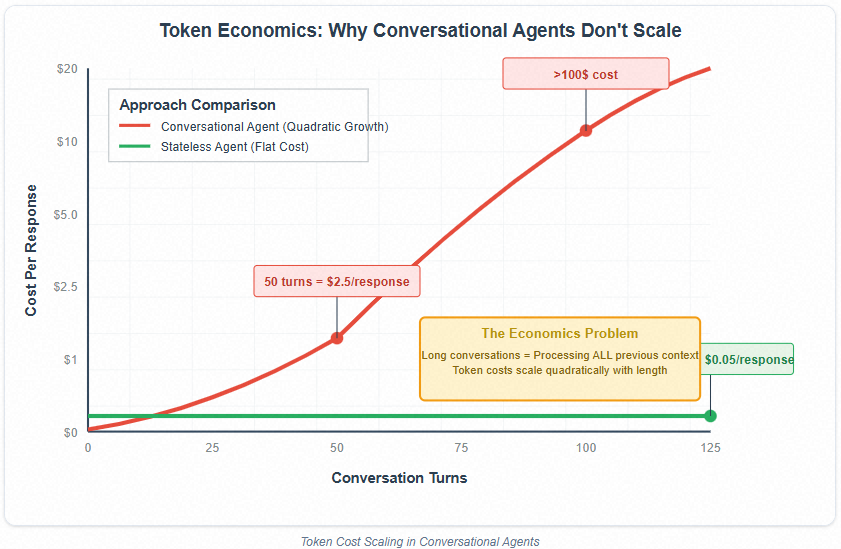 Token Economics: Why Conversational Agents Don't Scale
$20
$10
$5.0
$2.5
$1
$0
Cost Per Response
Approach Comparison
Conversational Agent (Quadratic Growth)
Stateless Agent (Flat Cost)
>100$ cost
50 turns = $2.5/response
The Economics Problem
Long conversations = Processing ALL previous context
Token costs scale quadratically with length
$0.05/response
0
25
50
75
100
125
Conversation Turns
Token Cost Scaling in Conversational Agents